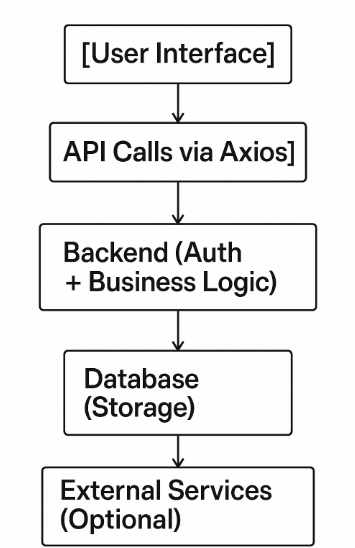 [User Interface]
API Calls via Axios]
Backend (Auth
+ Business Logic)
Database
(Storage)
External Services
(Optional)